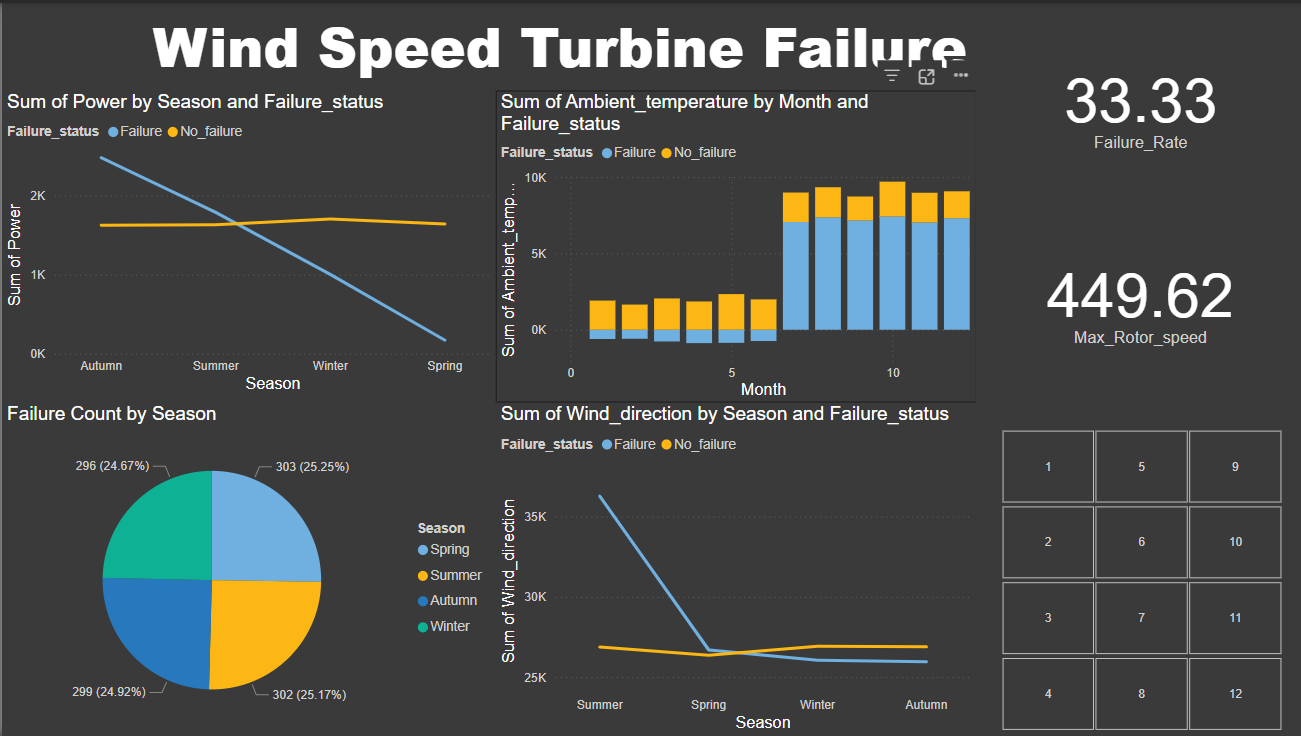 Wind Speed Turbine Failure
Sum of Power by Season and Failure_status
Failure_status Failure No_failure
Sum of Power
2K
1K
0K
Autumn Summer Winter Spring
Season
Sum of Ambient_temperature by Month and
Failure_status
Failure_status Failure No_failure
Sum of Ambient_temp...
10K
5K
0K
0 5 10
Month
33.33
Failure_Rate
449.62
Max_Rotor_speed
Failure Count by Season
296 (24.67%)
303 (25.25%)
299 (24.92%)
302 (25.17%)
Season
Spring
Summer
Autumn
Winter
Sum of Wind_direction by Season and Failure_status
Failure_status Failure No_failure
Sum of Wind_direction
35K
30K
25K
Summer Spring Winter Autumn
Season
1 5 9
2 6 10
3 7 11
4 8 12